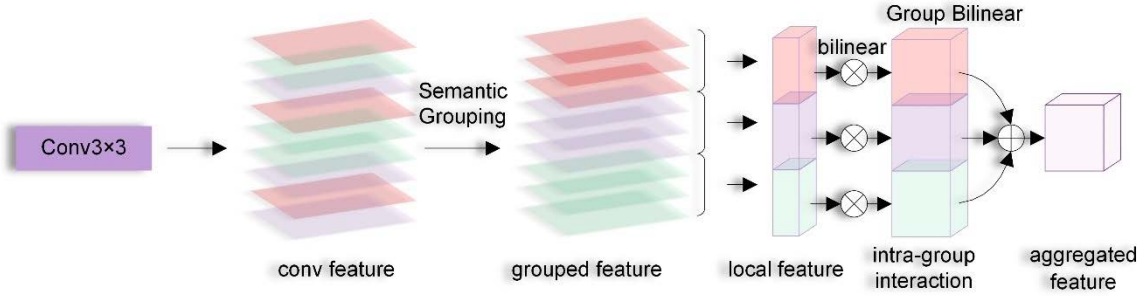 Group Bilinear
bilinear
Semantic
Grouping
Conv3×3
conv feature
grouped feature
local feature
intra-group
interaction
aggregated
feature